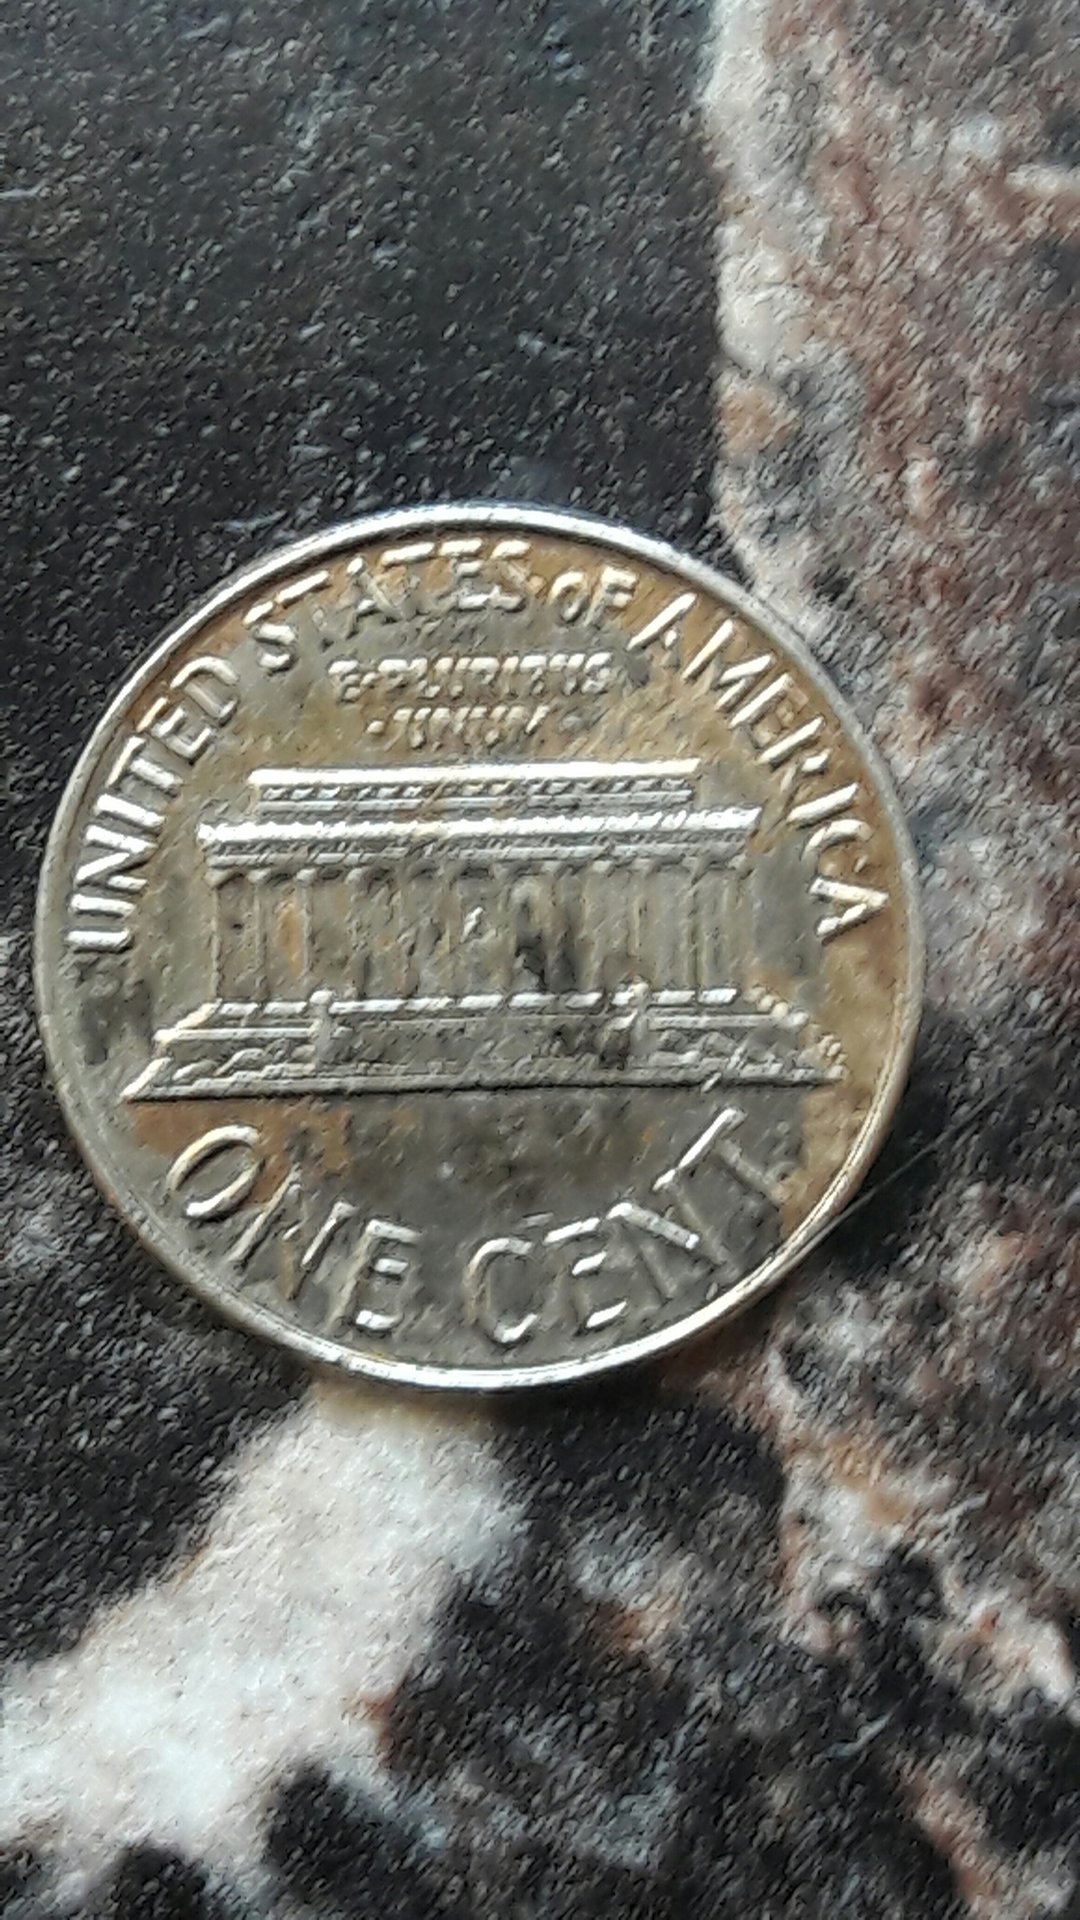 UNITED STATES OF AMERICA
E·PLURIBUS
·UNUM·
ONE CENT